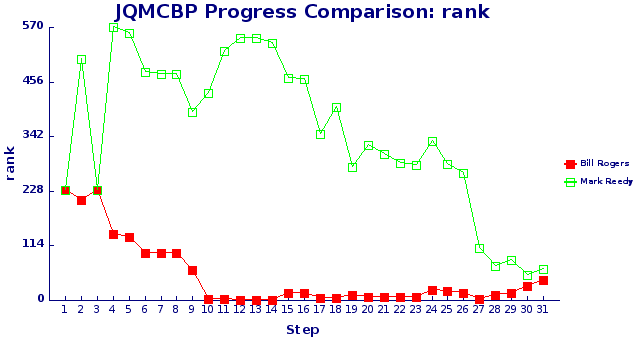 JQMCBP Progress Comparison: rank
570
456
342
228
114
0
rank
1 2 3 4 5 6 7 8 9 10 11 12 13 14 15 16 17 18 19 20 21 22 23 24 25 26 27 28 29 30 31
Step
Bill Rogers
Mark Reedy